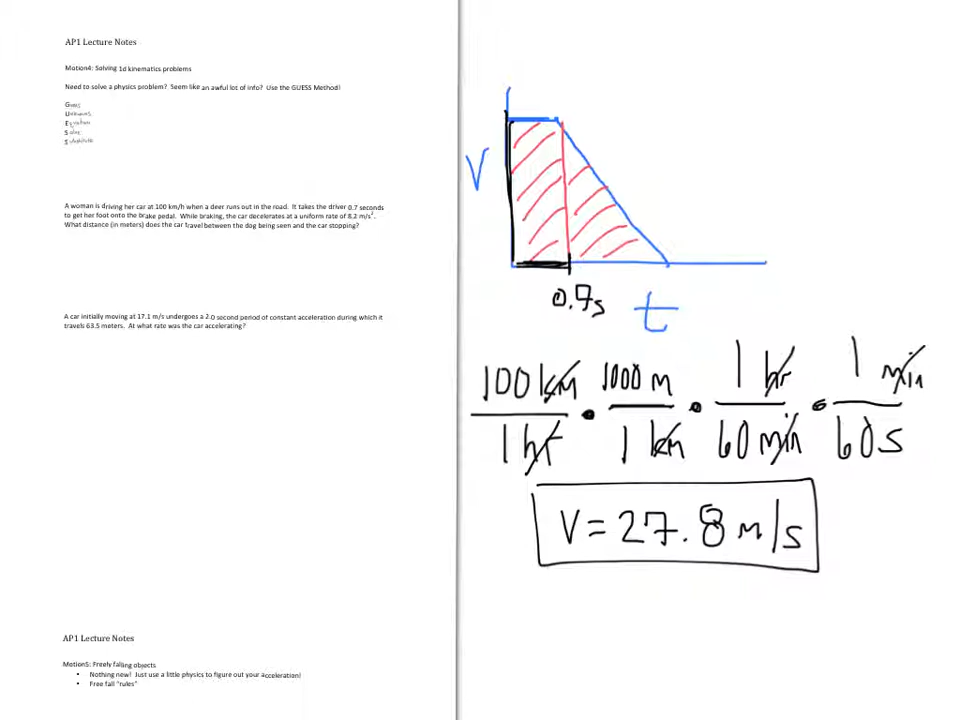 AP1 Lecture Notes
Motion4: Solving 1d kinematics problems
Need to solve a physics problem? Seem like an awful lot of info? Use the GUESS Method!
Givens
Unknowns
Equation
Solve
Substitute
A woman is driving her car at 100 km/h when a deer runs out in the road. It takes the driver 0.7 seconds
to get her foot onto the brake pedal. While braking, the car decelerates at a uniform rate of 8.2 m/s².
What distance (in meters) does the car travel between the dog being seen and the car stopping?
A car initially moving at 17.1 m/s undergoes a 2.0 second period of constant acceleration during which it
travels 63.5 meters. At what rate was the car accelerating?
AP1 Lecture Notes
Motion5: Freely falling objects
• Nothing new! Just use a little physics to figure out your acceleration!
• Free fall "rules"
V
0.7s
t
100 km 1000 m 1 hr 1 min
1 hr • 1 km • 60 min • 60 s
V = 27.8 m/s